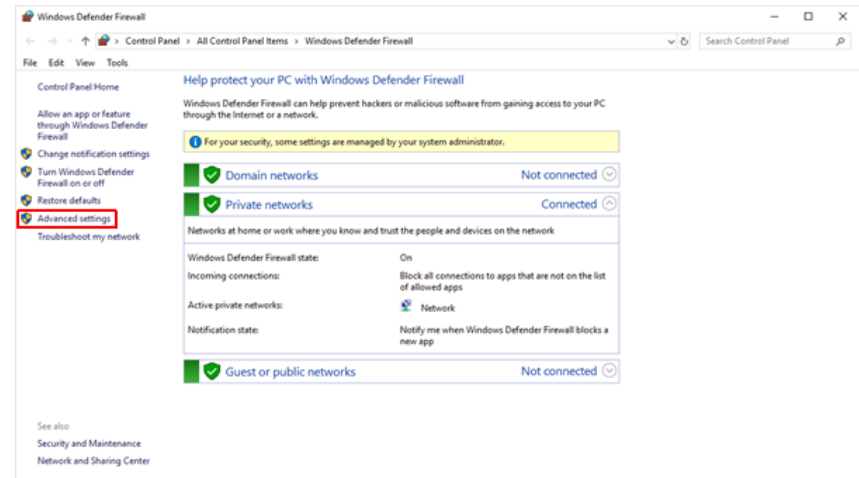 Windows Defender Firewall
Control Panel > All Control Panel Items > Windows Defender Firewall
Search Control Panel
File Edit View Tools
Control Panel Home
Allow an app or feature
through Windows Defender
Firewall
Change notification settings
Turn Windows Defender
Firewall on or off
Restore defaults
Advanced settings
Troubleshoot my network
Help protect your PC with Windows Defender Firewall
Windows Defender Firewall can help prevent hackers or malicious software from gaining access to your PC
through the Internet or a network.
For your security, some settings are managed by your system administrator.
Domain networks Not connected
Private networks Connected
Networks at home or work where you know and trust the people and devices on the network
Windows Defender Firewall state: On
Incoming connections: Block all connections to apps that are not on the list
of allowed apps
Active private networks: Network
Notification state: Notify me when Windows Defender Firewall blocks a
new app
Guest or public networks Not connected
See also
Security and Maintenance
Network and Sharing Center